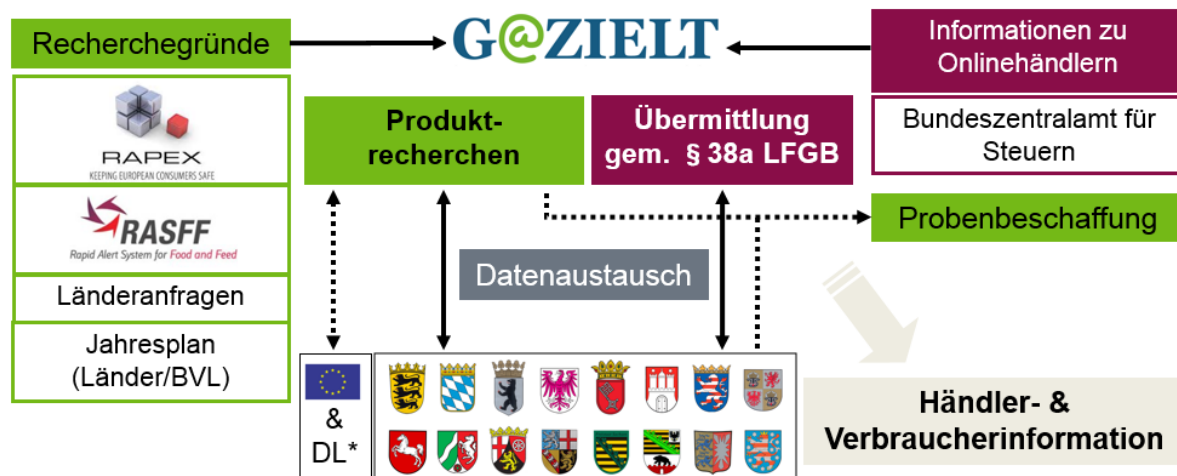 Recherchegründe
RAPEX
KEEPING EUROPEAN CONSUMERS SAFE
RASFF
Rapid Alert System for Food and Feed
Länderanfragen
Jahresplan
(Länder/BVL)
G@ZIELT
Produkt-
recherchen
Übermittlung
gem. § 38a LFGB
Informationen zu
Onlinehändlern
Bundeszentralamt für
Steuern
Probenbeschaffung
Datenaustausch
&
DL*
Händler- &
Verbraucherinformation